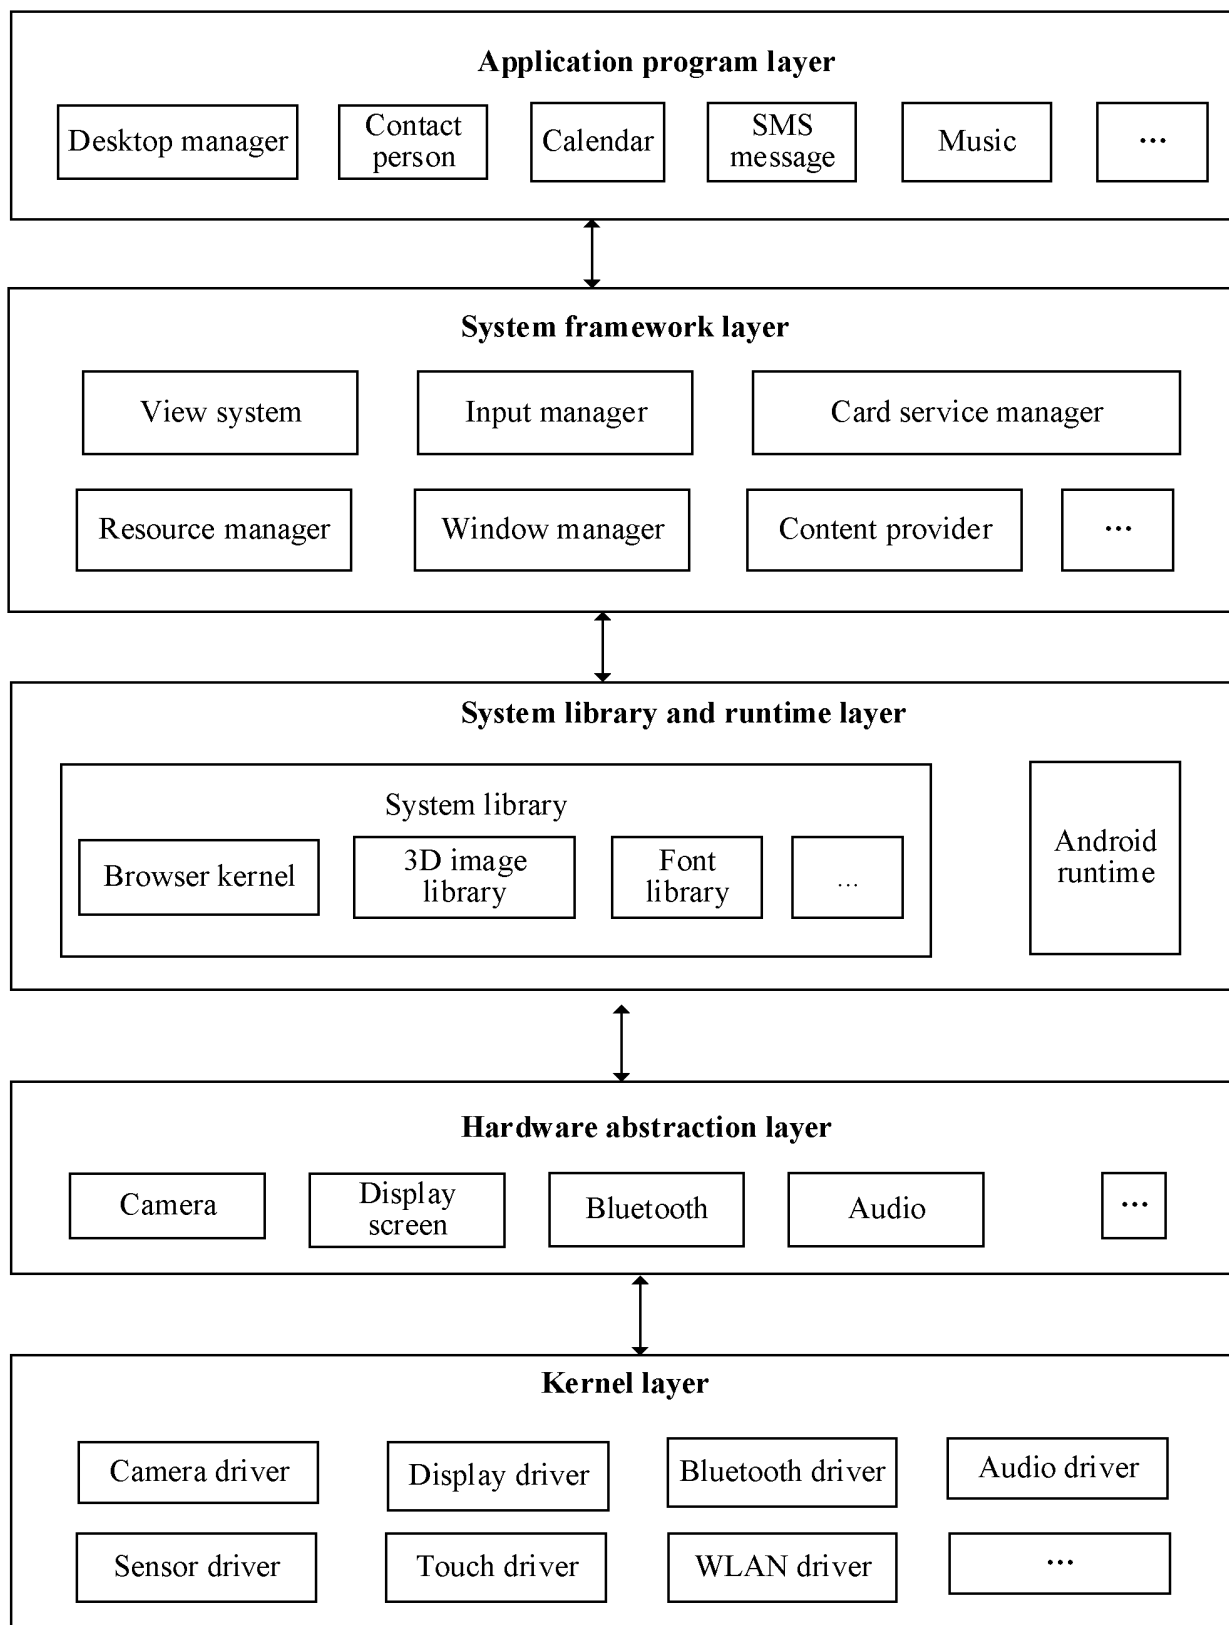 Application program layer
Desktop manager
Contact
person
Calendar
SMS
message
Music
...
System framework layer
View system
Input manager
Card service manager
Resource manager
Window manager
Content provider
...
System library and runtime layer
System library
Browser kernel
3D image
library
Font
library
...
Android
runtime
Hardware abstraction layer
Camera
Display
screen
Bluetooth
Audio
...
Kernel layer
Camera driver
Display driver
Bluetooth driver
Audio driver
Sensor driver
Touch driver
WLAN driver
...